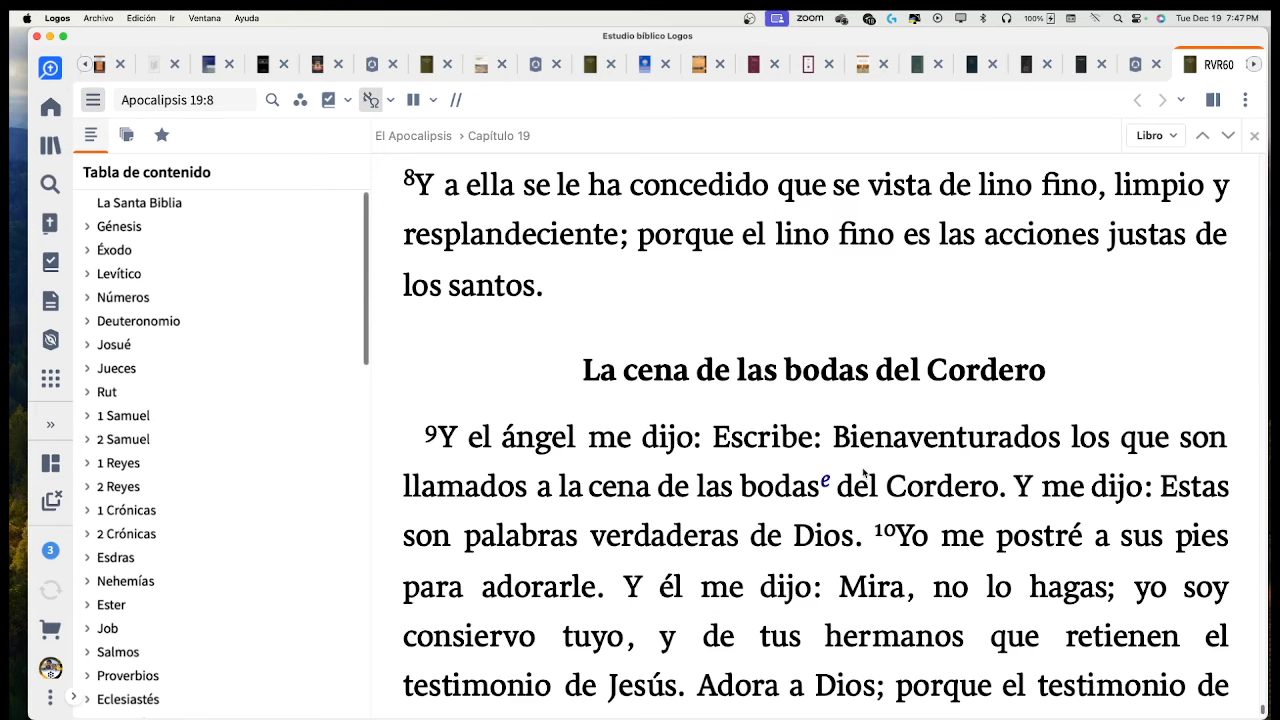 Logos Archivo Edición Ir Ventana Ayuda zoom 100% Tue Dec 19 7:47 PM
Estudio bíblico Logos
RVR60
Apocalipsis 19:8
El Apocalipsis › Capítulo 19
Libro
Tabla de contenido
La Santa Biblia
Génesis
Éxodo
Levítico
Números
Deuteronomio
Josué
Jueces
Rut
1 Samuel
2 Samuel
1 Reyes
2 Reyes
1 Crónicas
2 Crónicas
Esdras
Nehemías
Ester
Job
Salmos
Proverbios
Eclesiastés
3
8Y a ella se le ha concedido que se vista de lino fino, limpio y
resplandeciente; porque el lino fino es las acciones justas de
los santos.
La cena de las bodas del Cordero
9Y el ángel me dijo: Escribe: Bienaventurados los que son
llamados a la cena de las bodase del Cordero. Y me dijo: Estas
son palabras verdaderas de Dios. 10Yo me postré a sus pies
para adorarle. Y él me dijo: Mira, no lo hagas; yo soy
consiervo tuyo, y de tus hermanos que retienen el
testimonio de Jesús. Adora a Dios; porque el testimonio de